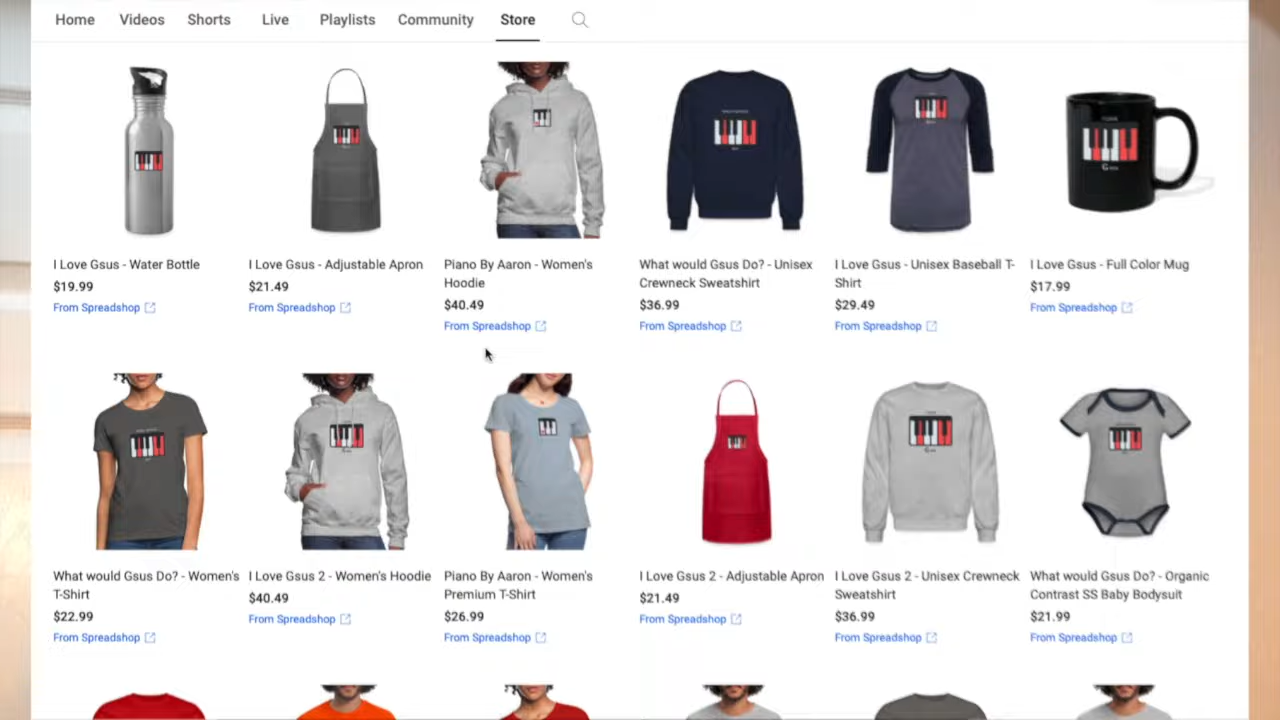 Home Videos Shorts Live Playlists Community Store
I Love Gsus - Water Bottle
$19.99
From Spreadshop
I Love Gsus - Adjustable Apron
$21.49
From Spreadshop
Piano By Aaron - Women's
Hoodie
$40.49
From Spreadshop
What would Gsus Do? - Unisex
Crewneck Sweatshirt
$36.99
From Spreadshop
I Love Gsus - Unisex Baseball T-
Shirt
$29.49
From Spreadshop
I Love Gsus - Full Color Mug
$17.99
From Spreadshop
What would Gsus Do? - Women's
T-Shirt
$22.99
From Spreadshop
I Love Gsus 2 - Women's Hoodie
$40.49
From Spreadshop
Piano By Aaron - Women's
Premium T-Shirt
$26.99
From Spreadshop
I Love Gsus 2 - Adjustable Apron
$21.49
From Spreadshop
I Love Gsus 2 - Unisex Crewneck
Sweatshirt
$36.99
From Spreadshop
What would Gsus Do? - Organic
Contrast SS Baby Bodysuit
$21.99
From Spreadshop